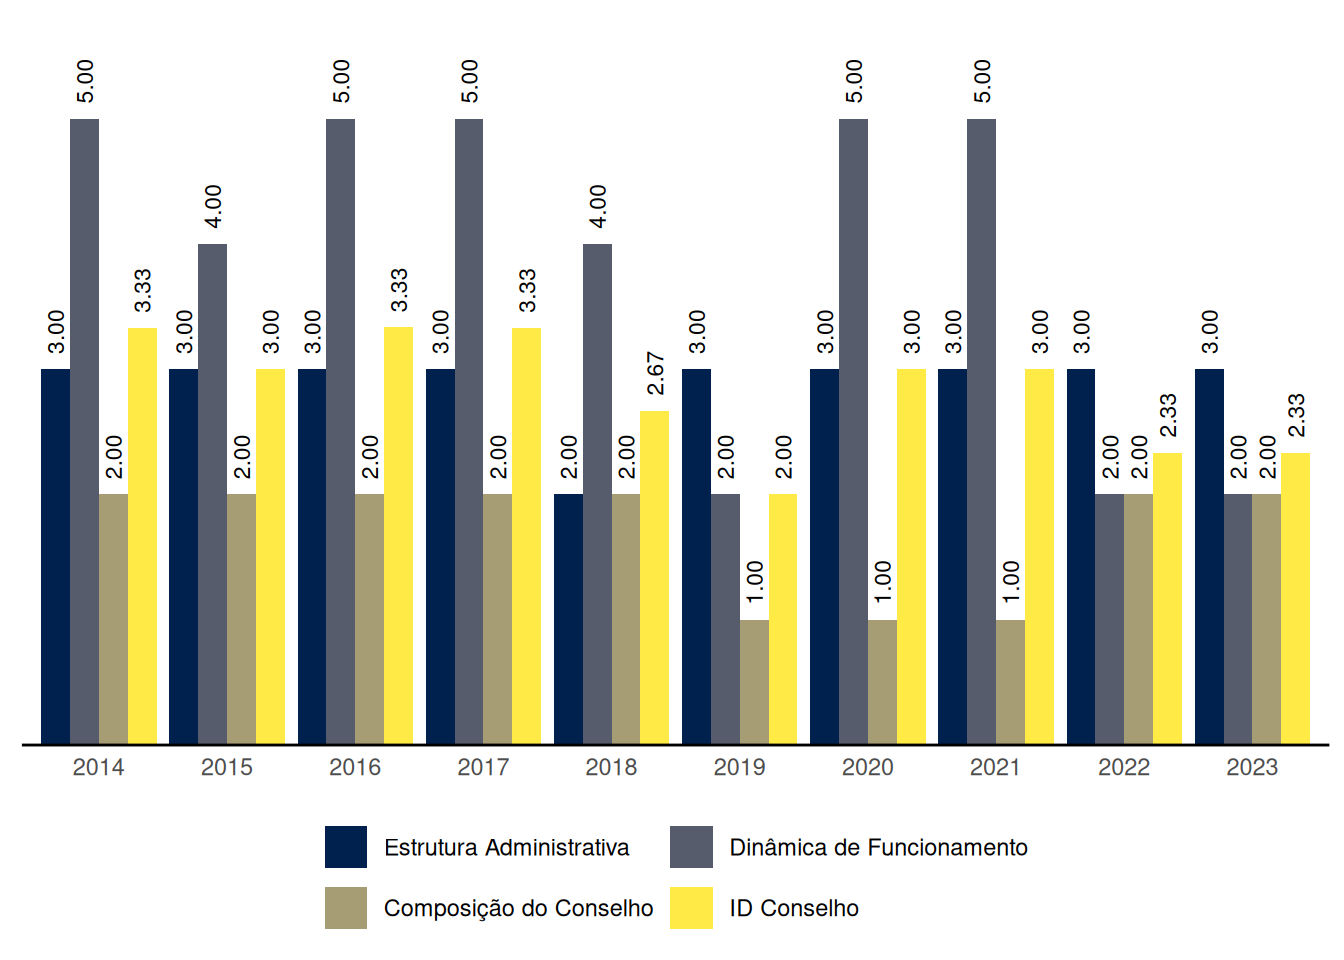 5.00 5.00 5.00 5.00 5.00
4.00 4.00
3.33 3.33 3.33
3.00 3.00 3.00 3.00 3.00 3.00 3.00 3.00 3.00 3.00 3.00 3.00
2.67
2.33 2.33
2.00 2.00 2.00 2.00 2.00 2.00 2.00 2.00 2.00 2.00 2.00 2.00
1.00 1.00 1.00
2014 2015 2016 2017 2018 2019 2020 2021 2022 2023
Estrutura Administrativa Dinâmica de Funcionamento
Composição do Conselho ID Conselho